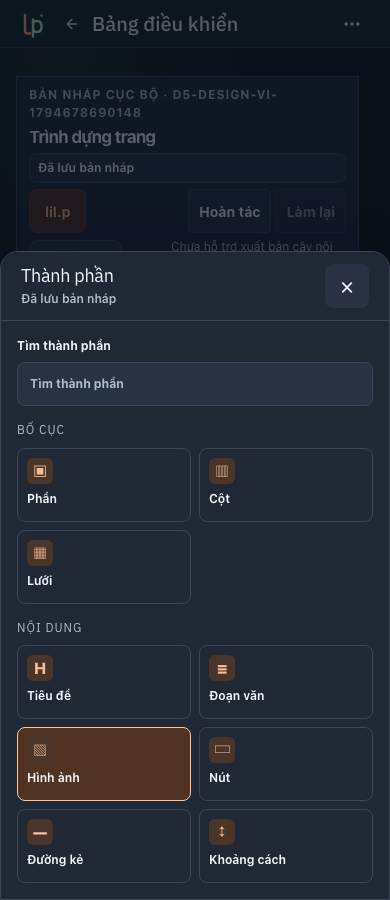 lp
Bảng điều khiển
BẢN NHÁP CỤC BỘ · D5-DESIGN-VI-
1794678690148
Trình dựng trang
Đã lưu bản nháp
lil.p
Hoàn tác
Làm lại
Chưa hỗ trợ xuất bản cây nội
Thành phần
Đã lưu bản nháp
Tìm thành phần
Tìm thành phần
BỐ CỤC
Phần
Cột
Lưới
NỘI DUNG
H
Tiêu đề
Đoạn văn
Hình ảnh
Nút
Đường kẻ
Khoảng cách